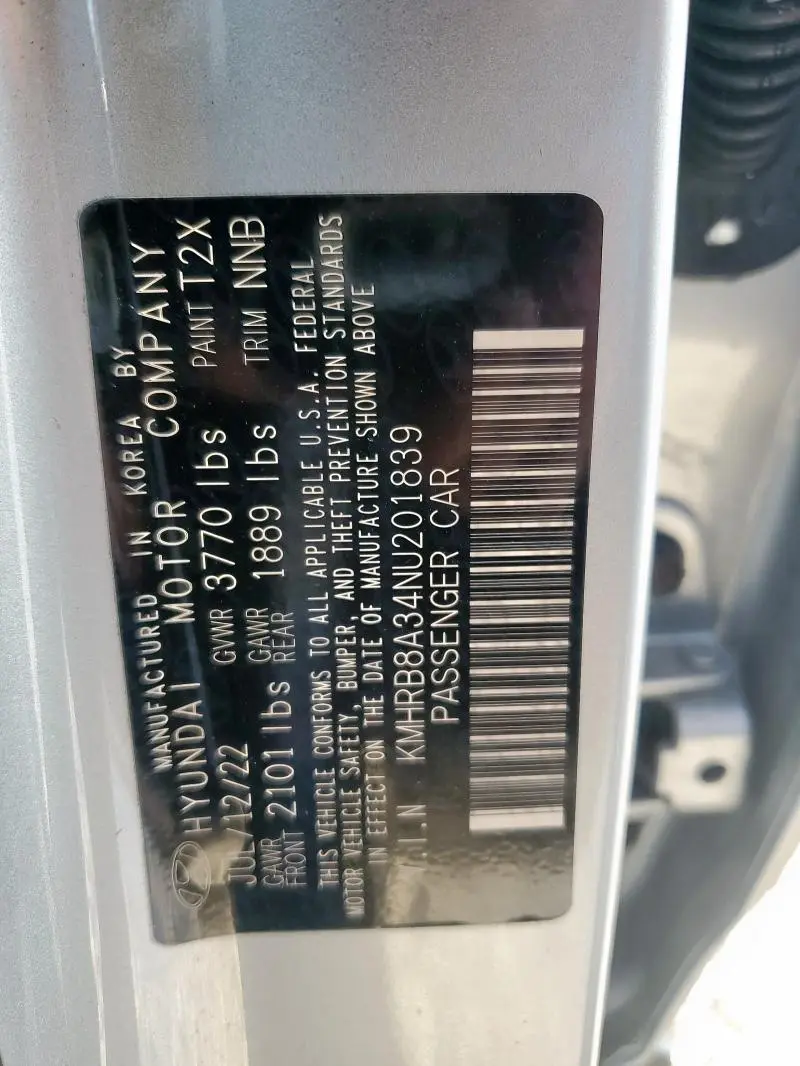 MANUFACTURED IN KOREA BY
HYUNDAI MOTOR COMPANY
JUL/12/22 GVWR 3770 lbs PAINT T2X
GAWR FRONT 2101 lbs GAWR REAR 1889 lbs TRIM NNB
THIS VEHICLE CONFORMS TO ALL APPLICABLE U.S.A. FEDERAL
MOTOR VEHICLE SAFETY, BUMPER, AND THEFT PREVENTION STANDARDS
IN EFFECT ON THE DATE OF MANUFACTURE SHOWN ABOVE
V.I.N KMHRB8A34NU201839
PASSENGER CAR